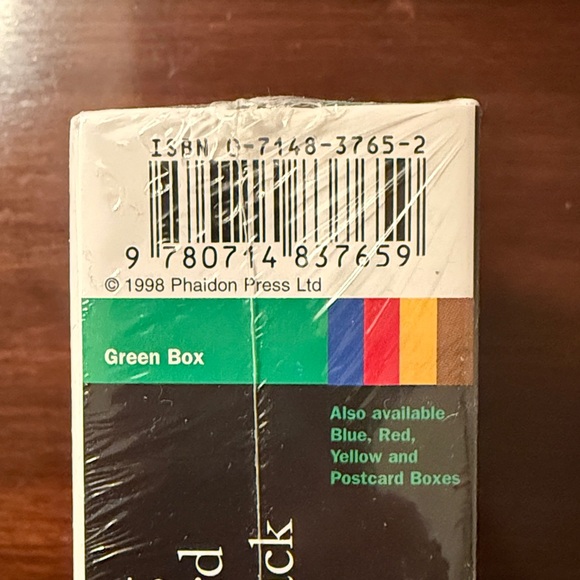 ISBN 0-7148-3765-2
9 780714 837659
© 1998 Phaidon Press Ltd
Green Box
Also available
Blue, Red,
Yellow and
Postcard Boxes